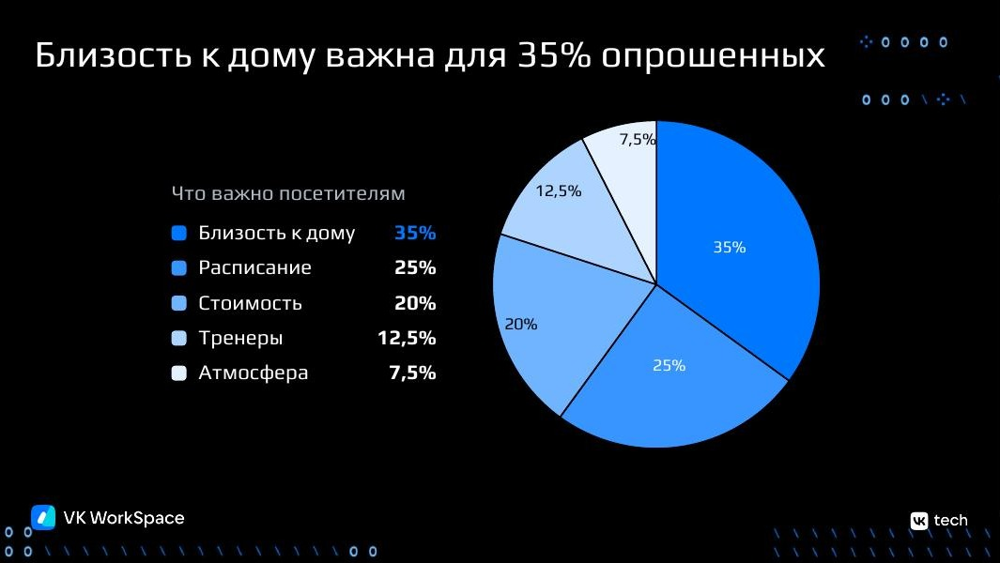 Близость к дому важна для 35% опрошенных
Что важно посетителям
Близость к дому 35%
Расписание 25%
Стоимость 20%
Тренеры 12,5%
Атмосфера 7,5%
7,5%
12,5%
35%
20%
25%
VK WorkSpace
VK tech